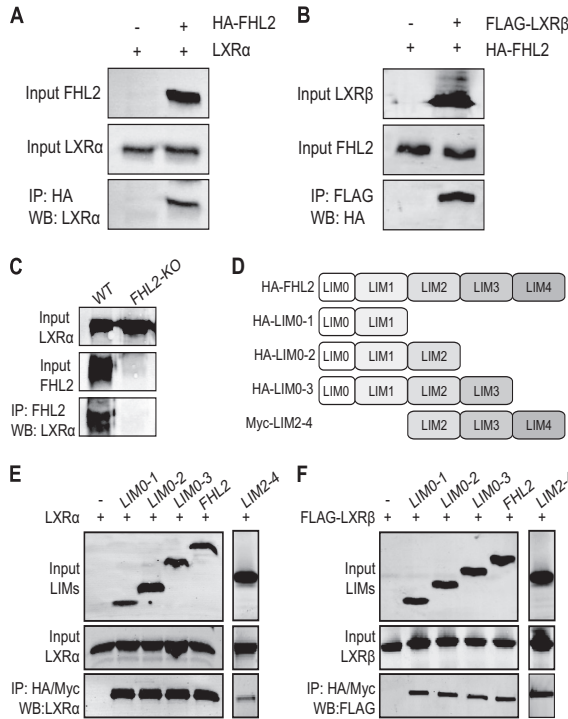 A
- + HA-FHL2
+ + LXRα
Input FHL2
Input LXRα
IP: HA
WB: LXRα
B
- + FLAG-LXRβ
+ + HA-FHL2
Input LXRβ
Input FHL2
IP: FLAG
WB: HA
C
WT FHL2-KO
Input
LXRα
Input
FHL2
IP: FHL2
WB: LXRα
D
HA-FHL2 LIM0 LIM1 LIM2 LIM3 LIM4
HA-LIM0-1 LIM0 LIM1
HA-LIM0-2 LIM0 LIM1 LIM2
HA-LIM0-3 LIM0 LIM1 LIM2 LIM3
Myc-LIM2-4 LIM2 LIM3 LIM4
E
- LIM0-1 LIM0-2 LIM0-3 FHL2 LIM2-4
LXRα + + + + + +
Input
LIMs
Input
LXRα
IP: HA/Myc
WB:LXRα
F
- LIM0-1 LIM0-2 LIM0-3 FHL2 LIM2-4
FLAG-LXRβ + + + + + +
Input
LIMs
Input
LXRβ
IP: HA/Myc
WB:FLAG